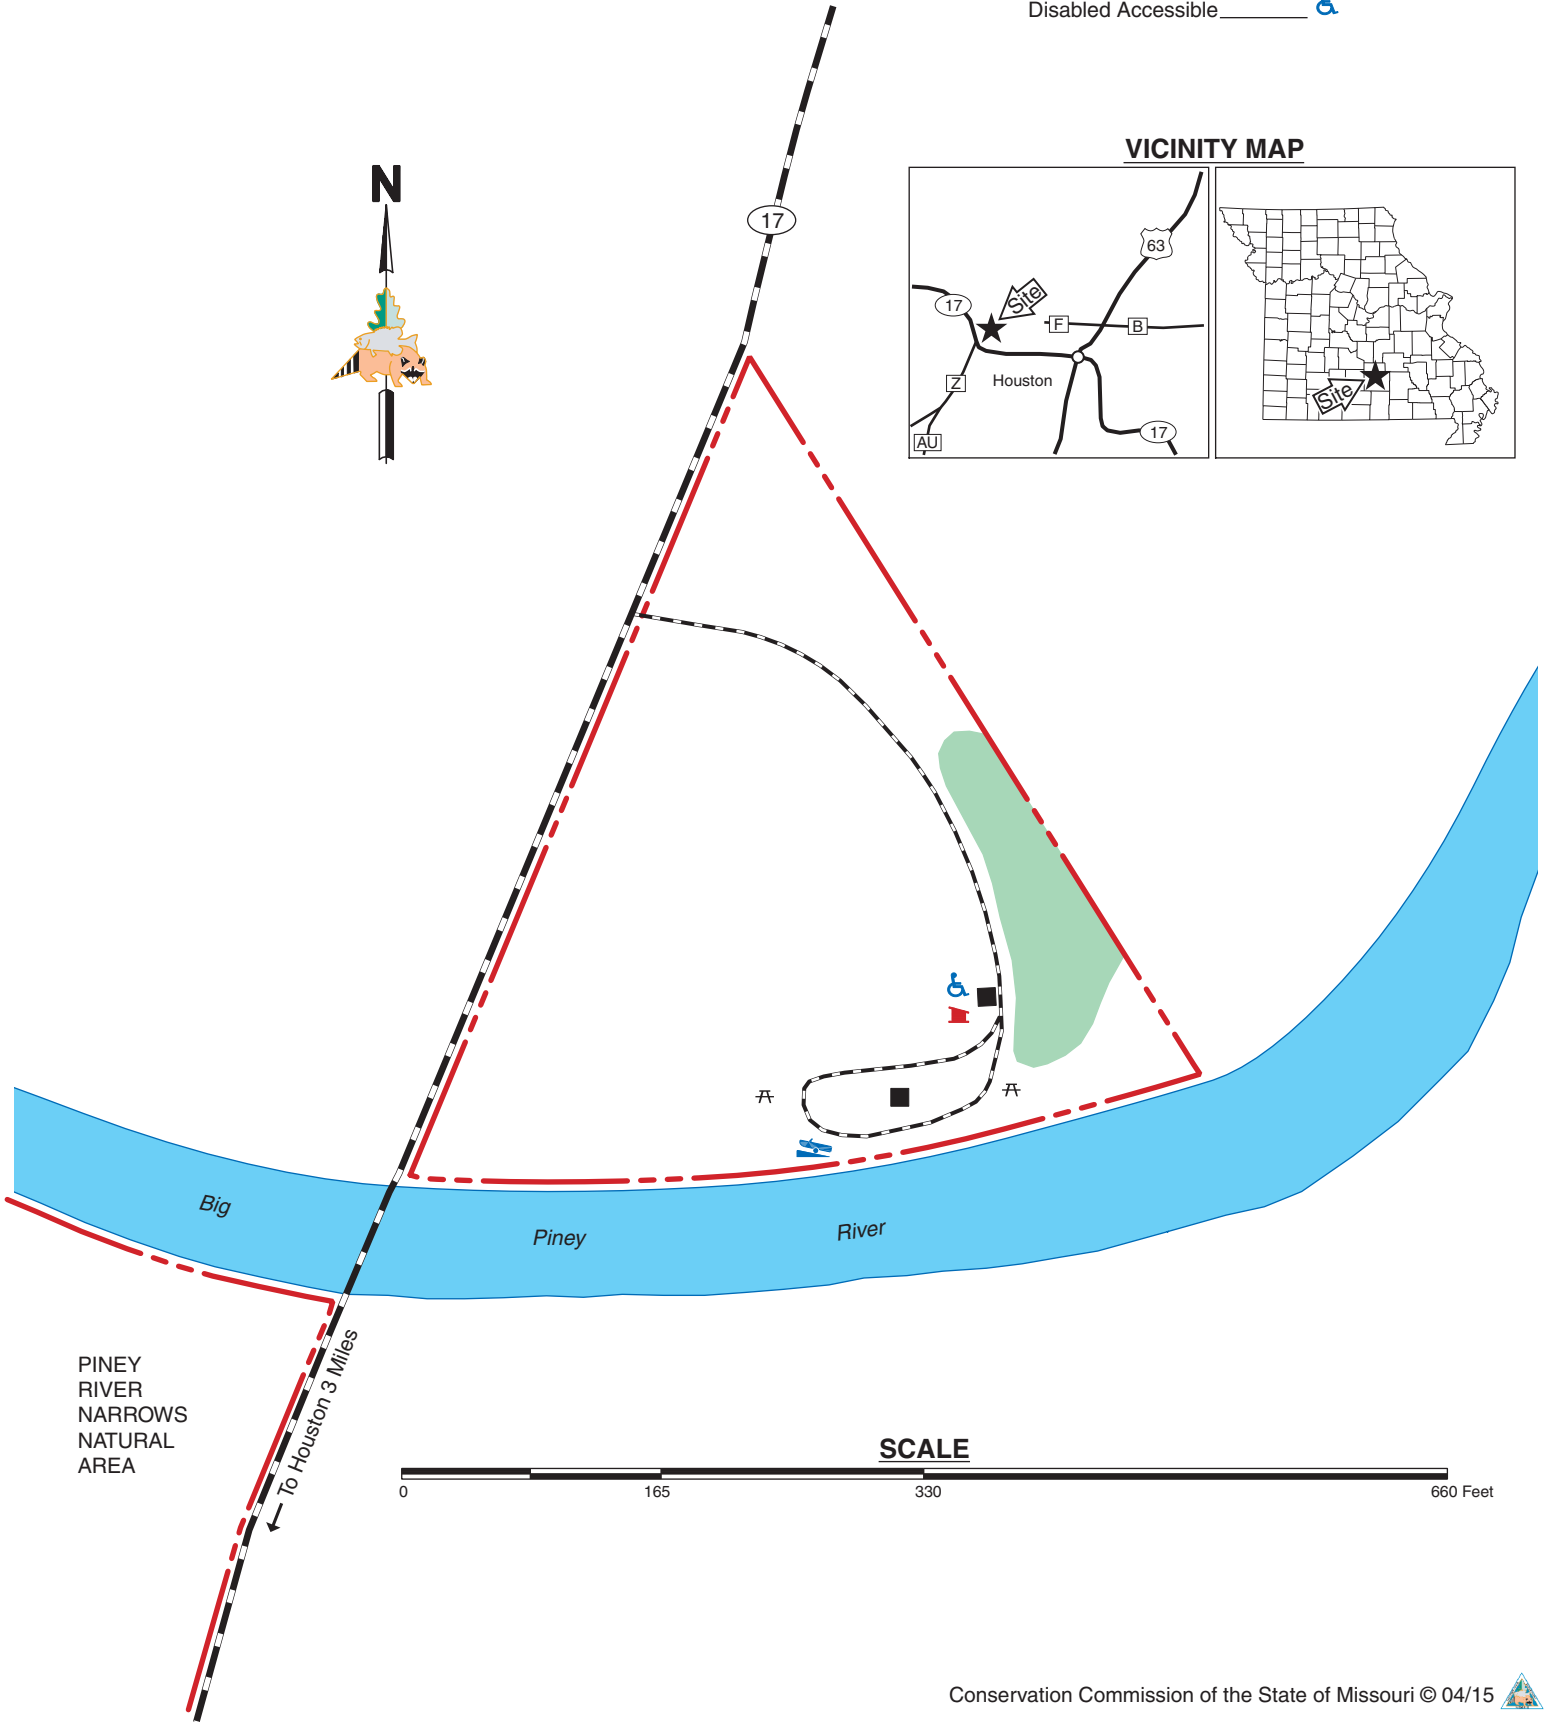 Disabled Accessible
VICINITY MAP
N
17
63
17
Site
F
B
Z
Houston
AU
17
Site
Big
Piney
River
To Houston 3 Miles
PINEY
RIVER
NARROWS
NATURAL
AREA
SCALE
0 165 330 660 Feet
Conservation Commission of the State of Missouri © 04/15